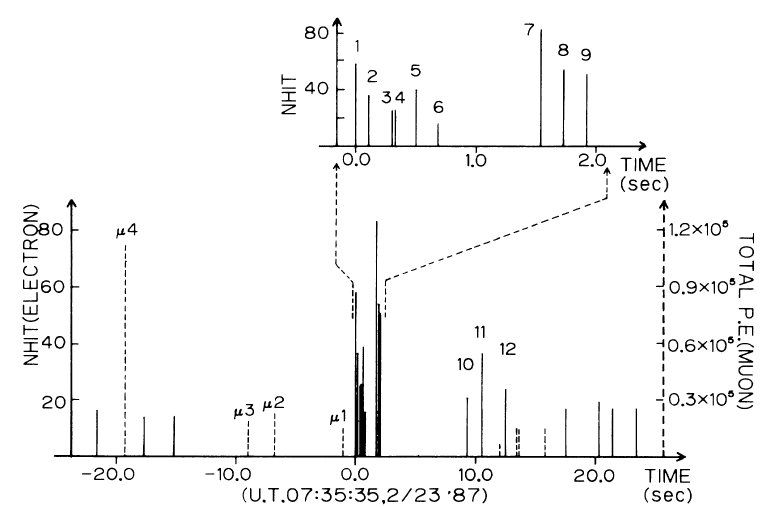 80
40
NHIT
1
2
3 4
5
6
7
8
9
0.0 1.0 2.0 TIME
(sec)
NHIT(ELECTRON)
80
60
40
20
μ4
μ3
μ2
μ1
10
11
12
1.2×10⁵
0.9×10⁵
0.6×10⁵
0.3×10⁵
TOTAL P.E.(MUON)
-20.0 -10.0 0.0 10.0 20.0 TIME
(U.T.07:35:35,2/23 '87) (sec)